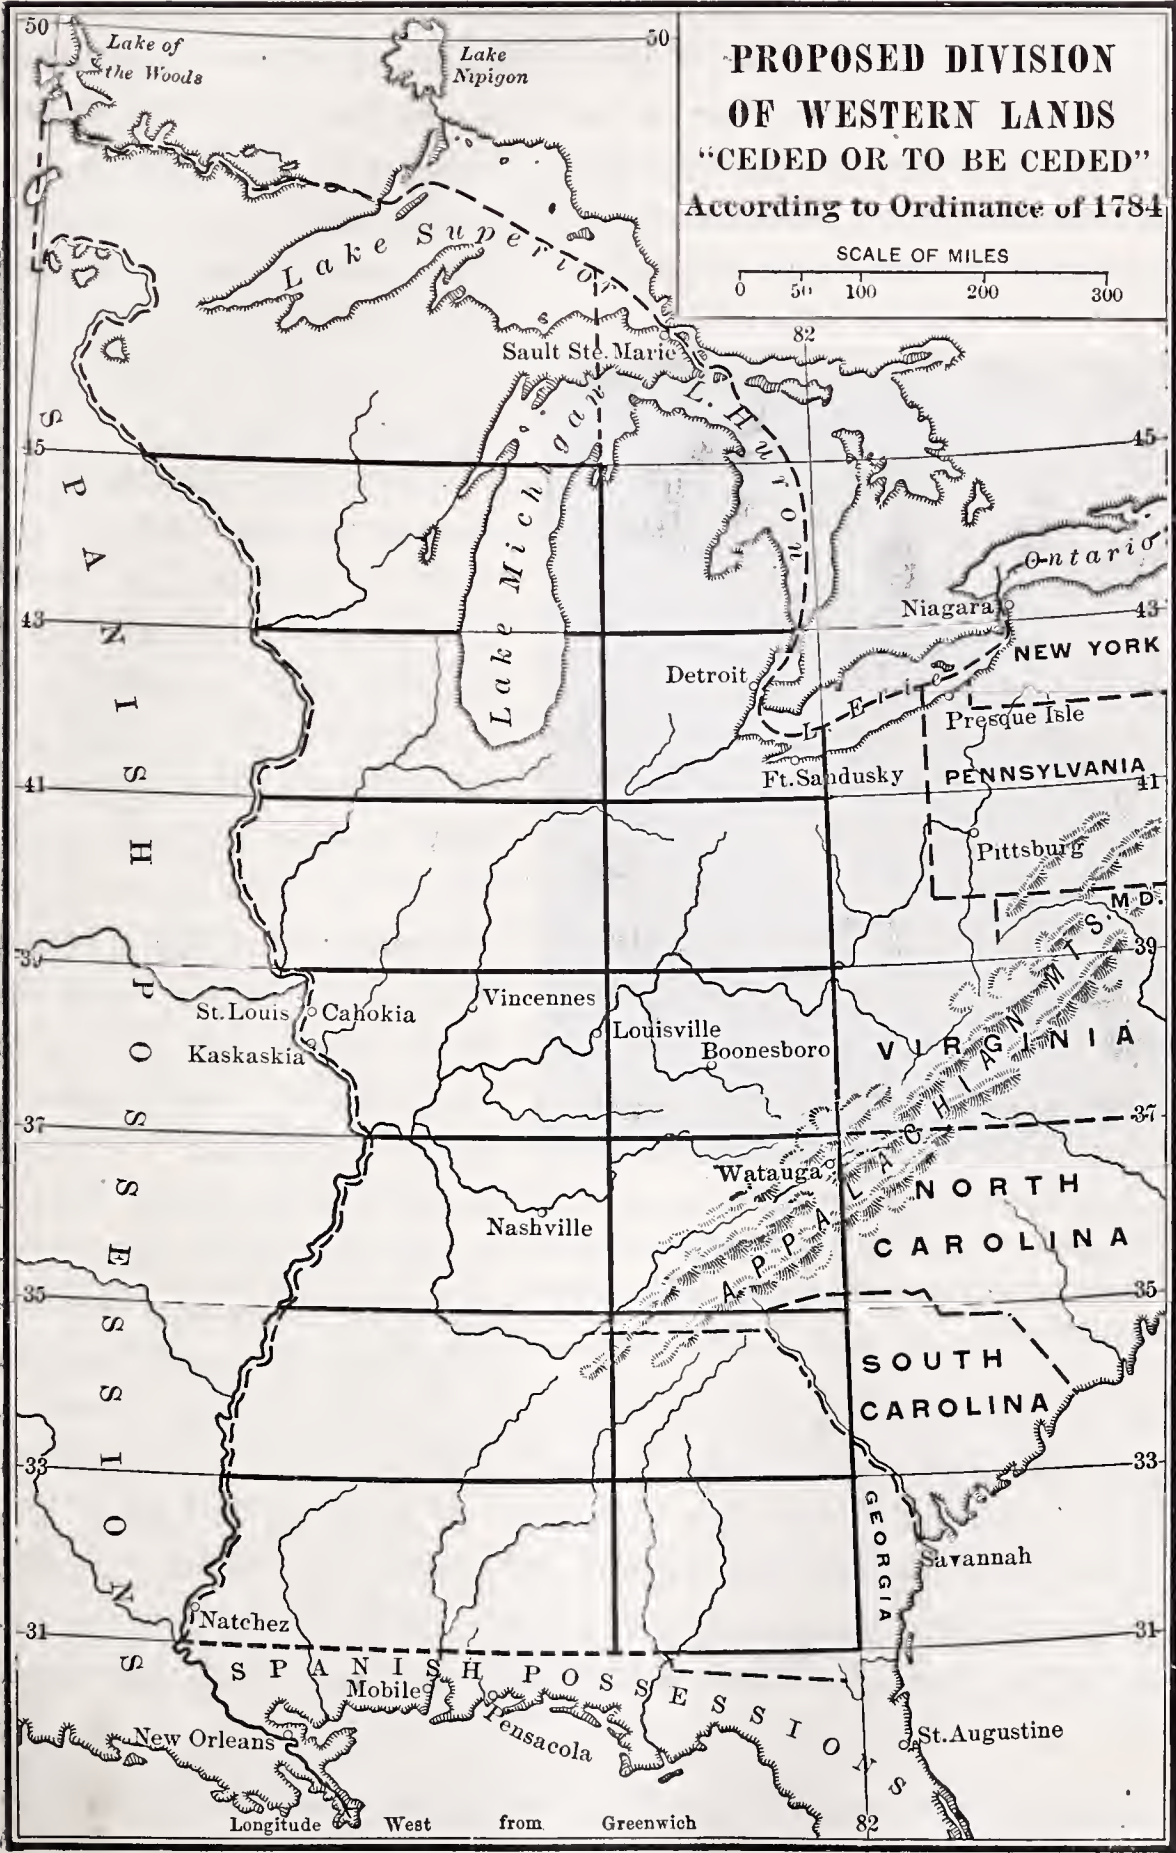 PROPOSED DIVISION
OF WESTERN LANDS
"CEDED OR TO BE CEDED"
According to Ordinance of 1784
SCALE OF MILES
0 50 100 200 300
50
50
Lake of
the Woods
Lake
Nipigon
Lake Superior
82
Sault Ste. Marie
L. Huron
Lake Michigan
45
45
Ontario
Niagara
43
43
NEW YORK
Detroit
L. Erie
Presque Isle
Ft. Sandusky
PENNSYLVANIA
41
41
Pittsburg
MD.
39
39
St. Louis
Cahokia
Vincennes
Kaskaskia
Louisville
Boonesboro
VIRGINIA
37
37
APPALACHIAN MTS.
Watauga
Nashville
NORTH
CAROLINA
35
35
SOUTH
CAROLINA
33
33
GEORGIA
Savannah
31
31
Natchez
SPANISH POSSESSIONS
SPANISH POSSESSIONS
Mobile
Pensacola
New Orleans
St. Augustine
Longitude West from Greenwich
82